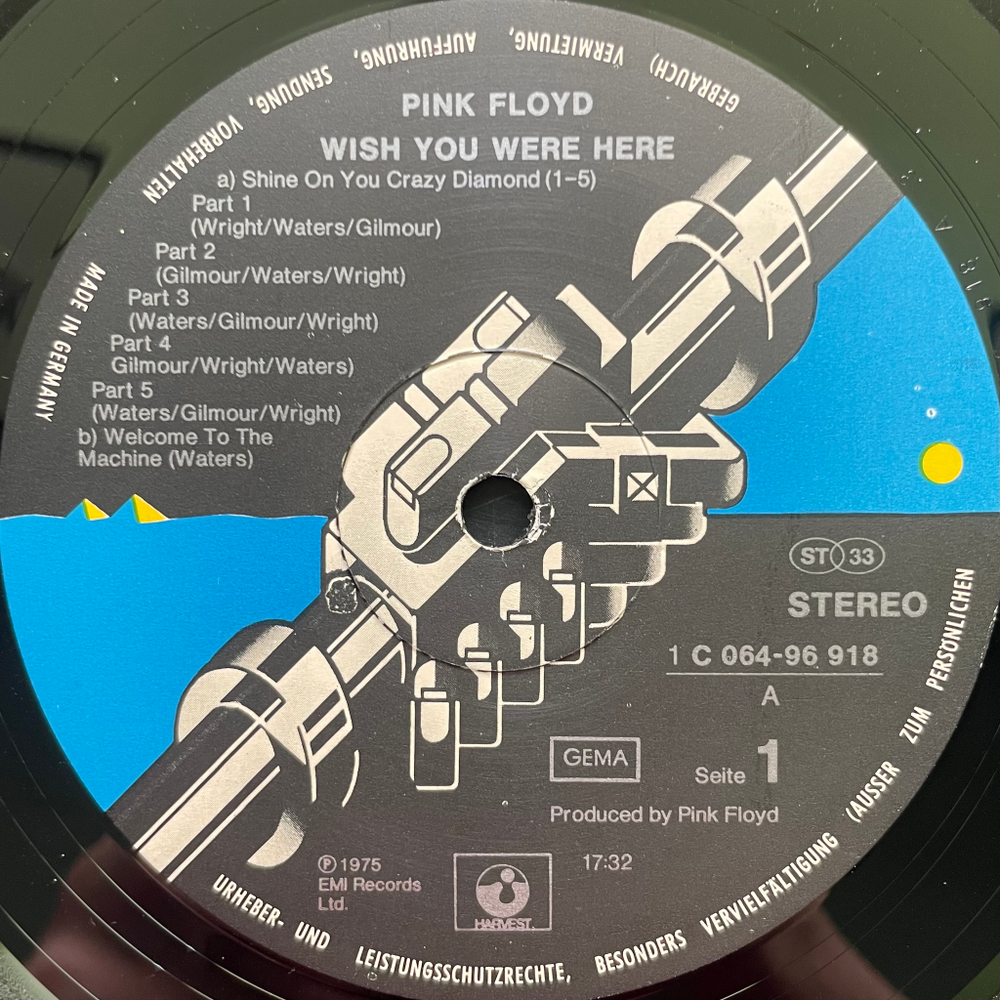 PINK FLOYD
WISH YOU WERE HERE
a) Shine On You Crazy Diamond (1-5)
Part 1
(Wright/Waters/Gilmour)
Part 2
(Gilmour/Waters/Wright)
Part 3
(Waters/Gilmour/Wright)
Part 4
Gilmour/Wright/Waters)
Part 5
(Waters/Gilmour/Wright)
b) Welcome To The
Machine (Waters)
ST 33
STEREO
1 C 064-96 918
A
GEMA
Seite 1
Produced by Pink Floyd
℗ 1975
EMI Records
Ltd.
HARVEST
17:32
MADE IN GERMANY
URHEBER- UND LEISTUNGSSCHUTZRECHTE, BESONDERS VERVIELFÄLTIGUNG (AUSSER ZUM PERSÖNLICHEN GEBRAUCH) VERMIETUNG, AUFFÜHRUNG, SENDUNG, VORBEHALTEN